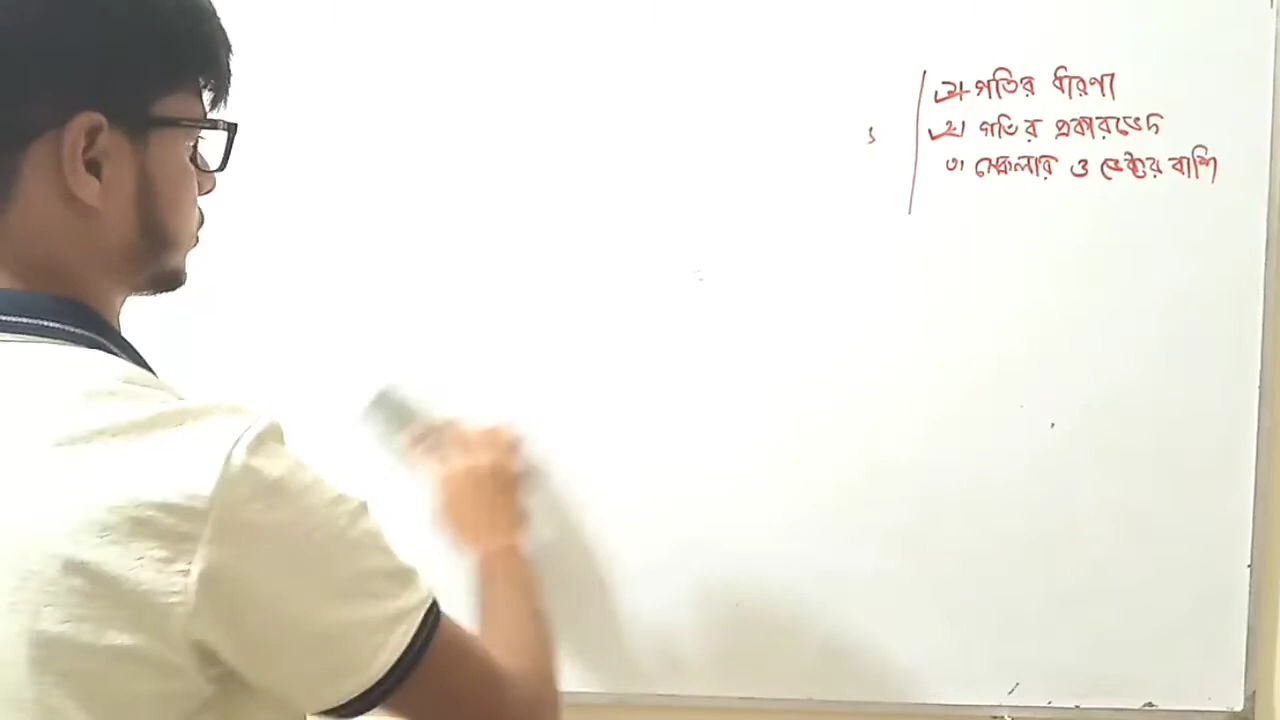 ১। গতির ধারণা
২। গতির প্রকারভেদ
৩। স্কেলার ও ভেক্টর রাশি